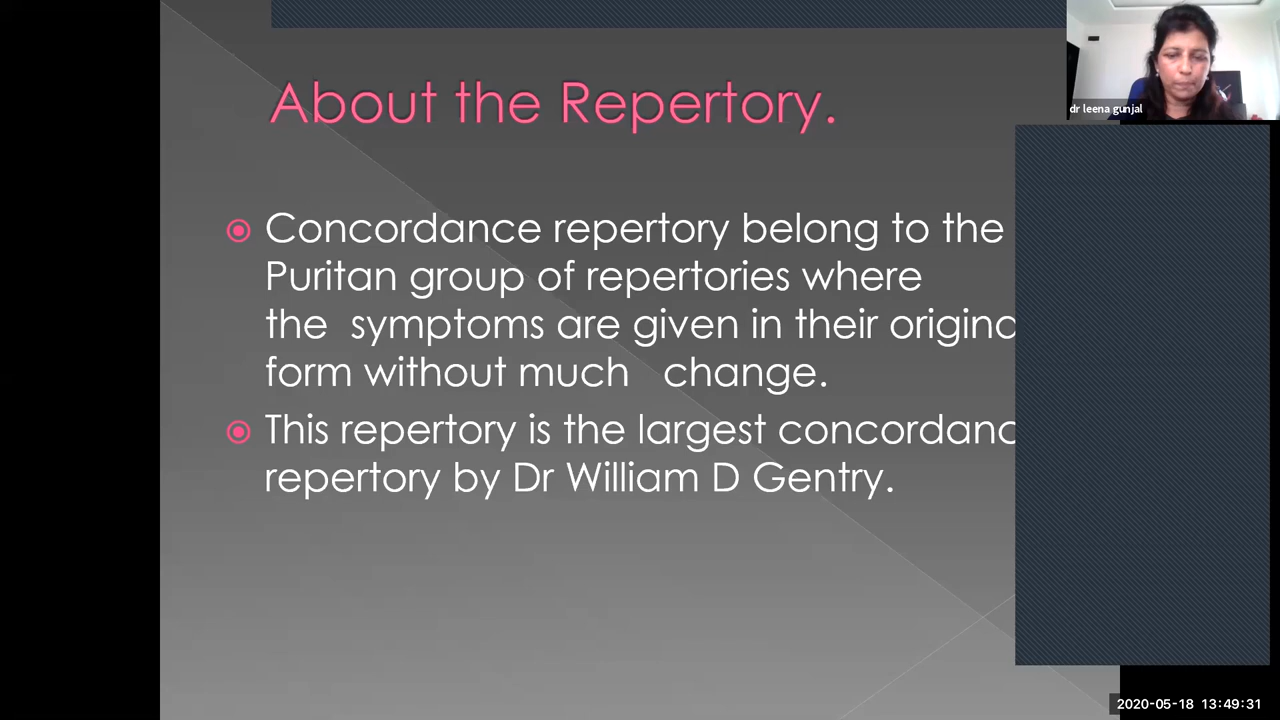 About the Repertory.
dr leena gunjal
Concordance repertory belong to the
Puritan group of repertories where
the symptoms are given in their
form without much change.
This repertory is the largest
repertory by Dr William D Gentry.
2020-05-18 13:49:31